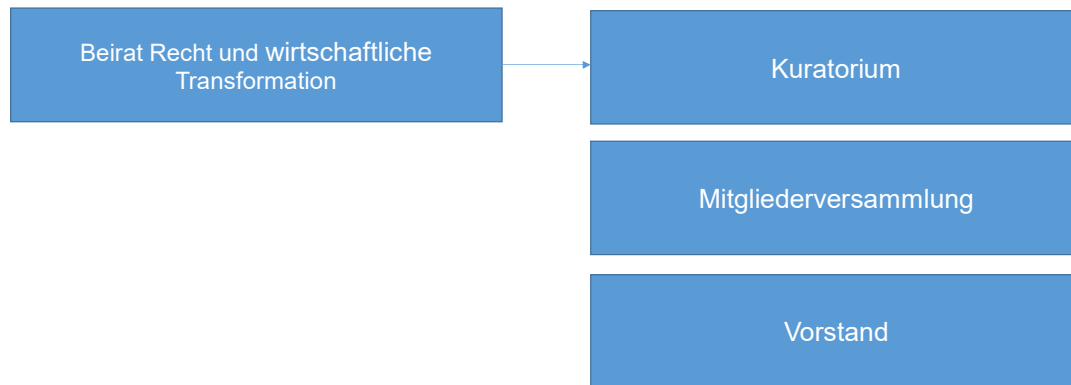 Beirat Recht und wirtschaftliche
Transformation
Kuratorium
Mitgliederversammlung
Vorstand